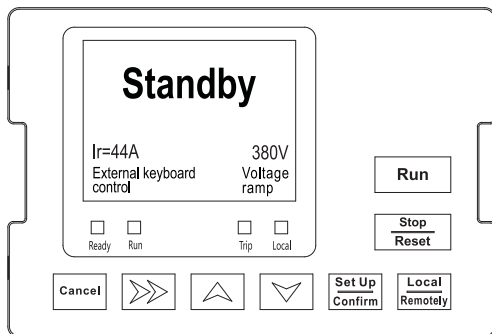 Standby
Ir=44A 380V
External keyboard Voltage
control ramp
Ready Run Trip Local
Run
Stop
Reset
Cancel Set Up Local
Confirm Remotely